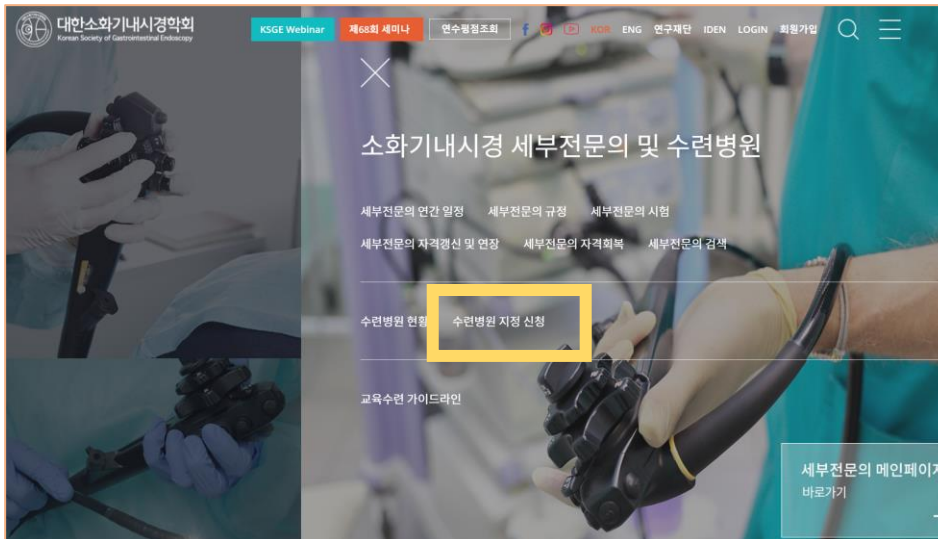 대한소화기내시경학회
Korean Society of Gastrointestinal Endoscopy
KSGE Webinar 제68회 세미나 연수평점조회 KOR ENG 연구재단 IDEN LOGIN 회원가입
소화기내시경 세부전문의 및 수련병원
세부전문의 연간 일정 세부전문의 규정 세부전문의 시험
세부전문의 자격갱신 및 연장 세부전문의 자격회복 세부전문의 검색
수련병원 현황 수련병원 지정 신청
교육수련 가이드라인
세부전문의 메인페이지
바로가기